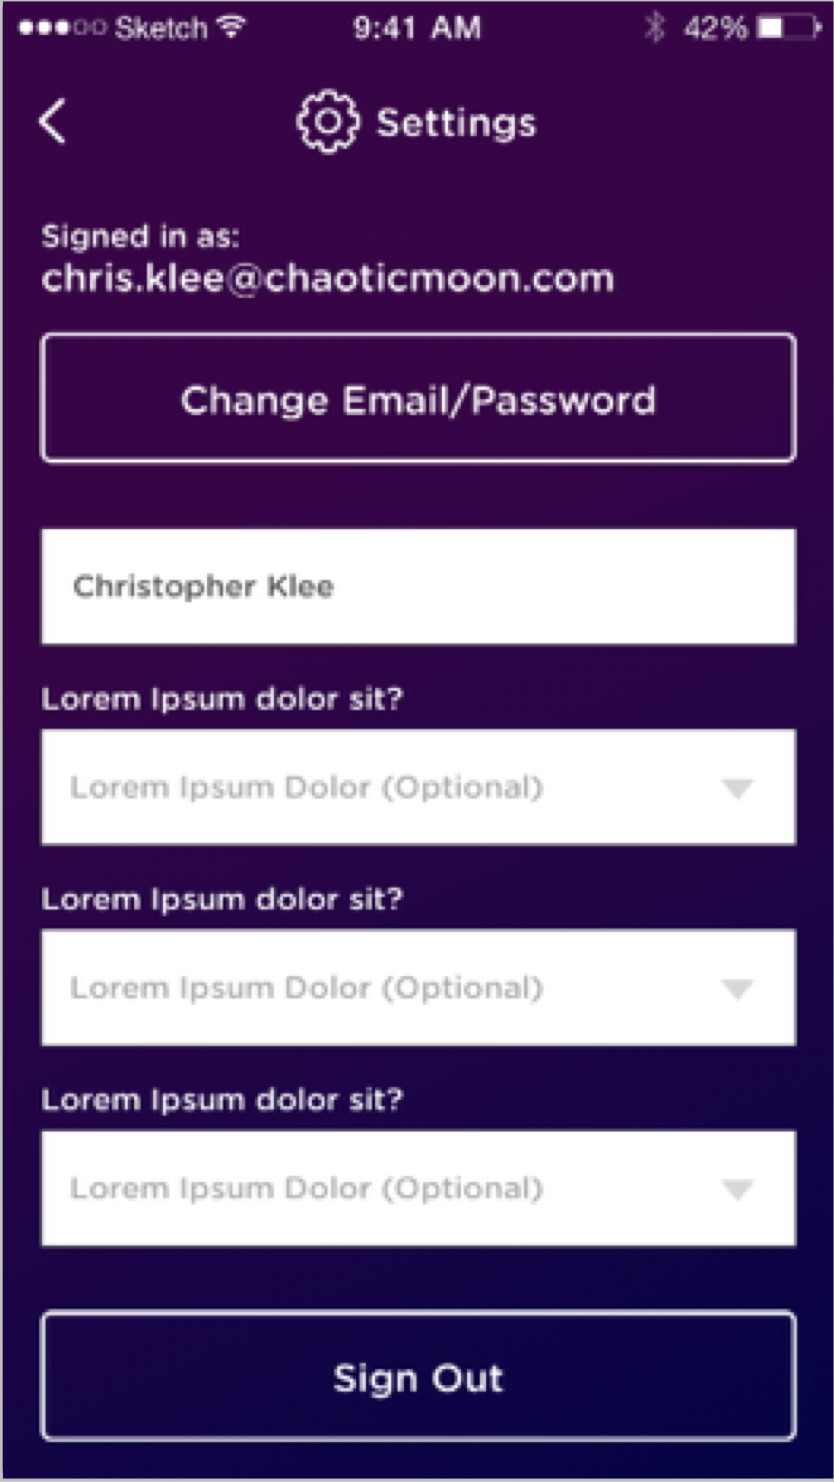 Sketch 9:41 AM 42%
Settings
Signed in as:
chris.klee@chaoticmoon.com
Change Email/Password
Christopher Klee
Lorem Ipsum dolor sit?
Lorem Ipsum Dolor (Optional)
Lorem Ipsum dolor sit?
Lorem Ipsum Dolor (Optional)
Lorem Ipsum dolor sit?
Lorem Ipsum Dolor (Optional)
Sign Out